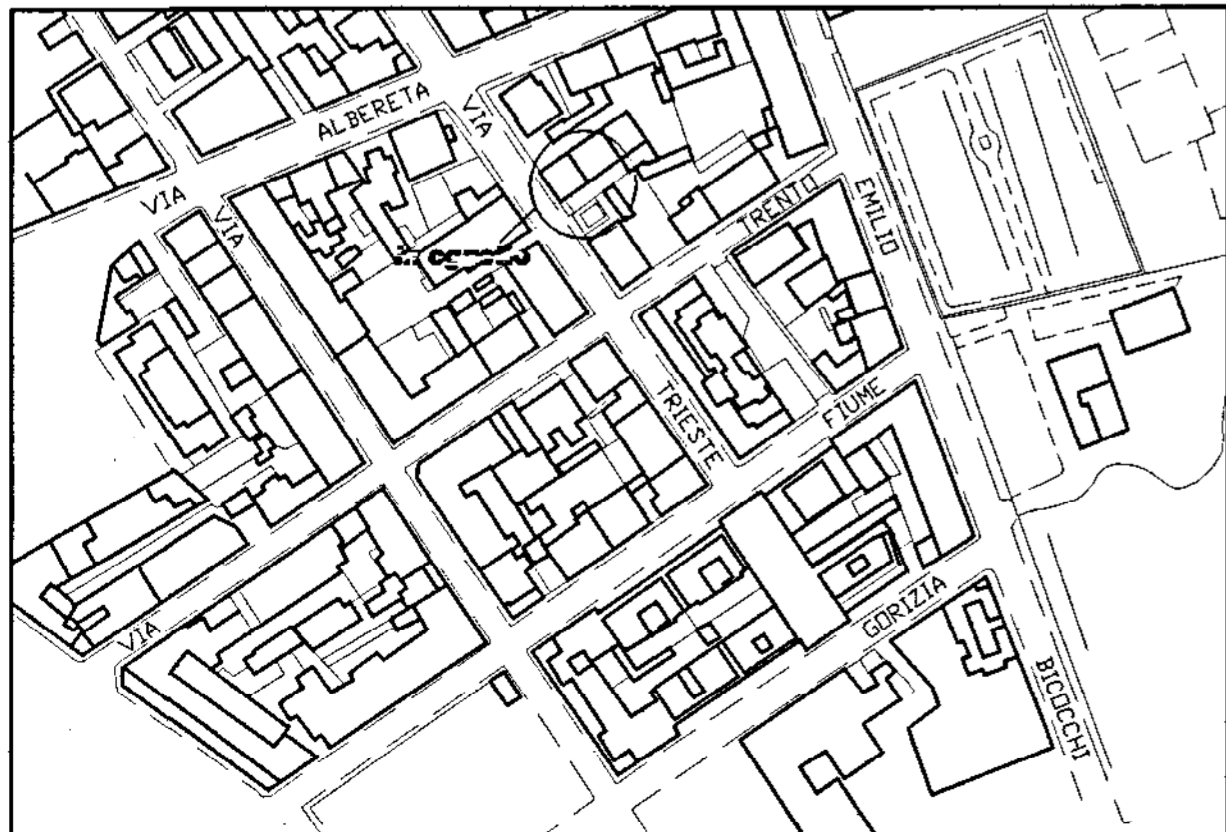 VIA ALBERETA
VIA
VIA TRIESTE
TRENTO
EMILIO BICOCCHI
VIA FIUME
GORIZIA